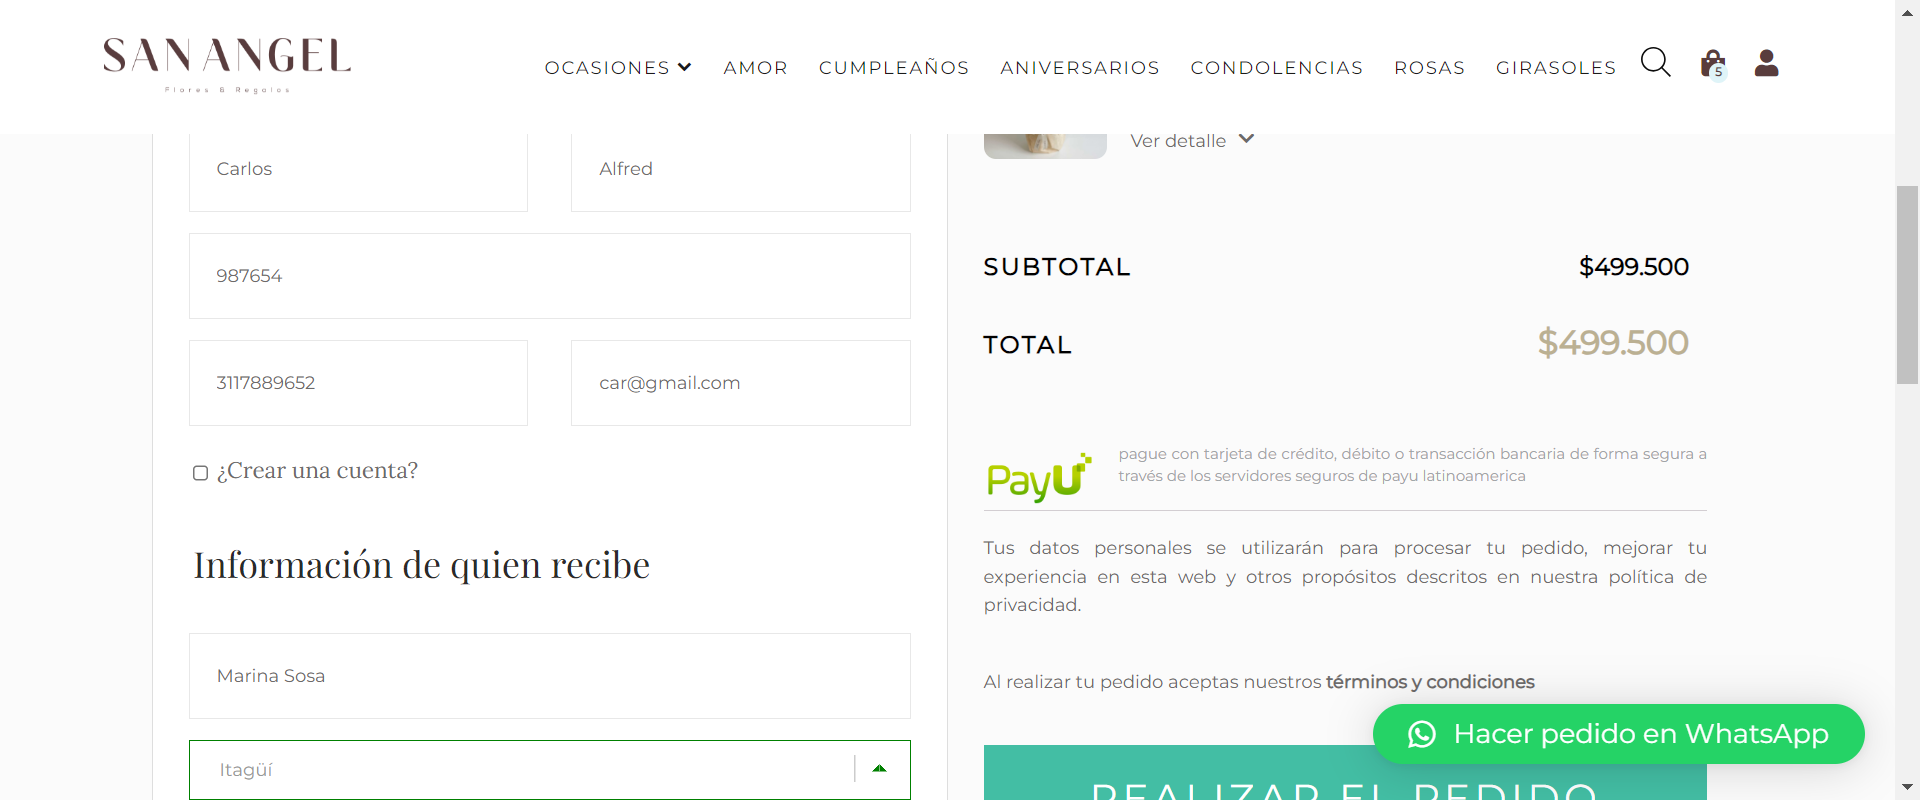 SAN ANGEL
Flores & Regalos
OCASIONES
AMOR
CUMPLEAÑOS
ANIVERSARIOS
CONDOLENCIAS
ROSAS
GIRASOLES
5
Carlos
Alfred
987654
3117889652
car@gmail.com
¿Crear una cuenta?
Información de quien recibe
Marina Sosa
Itagüí
Ver detalle
SUBTOTAL
$499.500
TOTAL
$499.500
PayU
pague con tarjeta de crédito, débito o transacción bancaria de forma segura a
través de los servidores seguros de payu latinoamerica
Tus datos personales se utilizarán para procesar tu pedido, mejorar tu
experiencia en esta web y otros propósitos descritos en nuestra política de
privacidad.
Al realizar tu pedido aceptas nuestros términos y condiciones
Hacer pedido en WhatsApp
REALIZAR EL PEDIDO